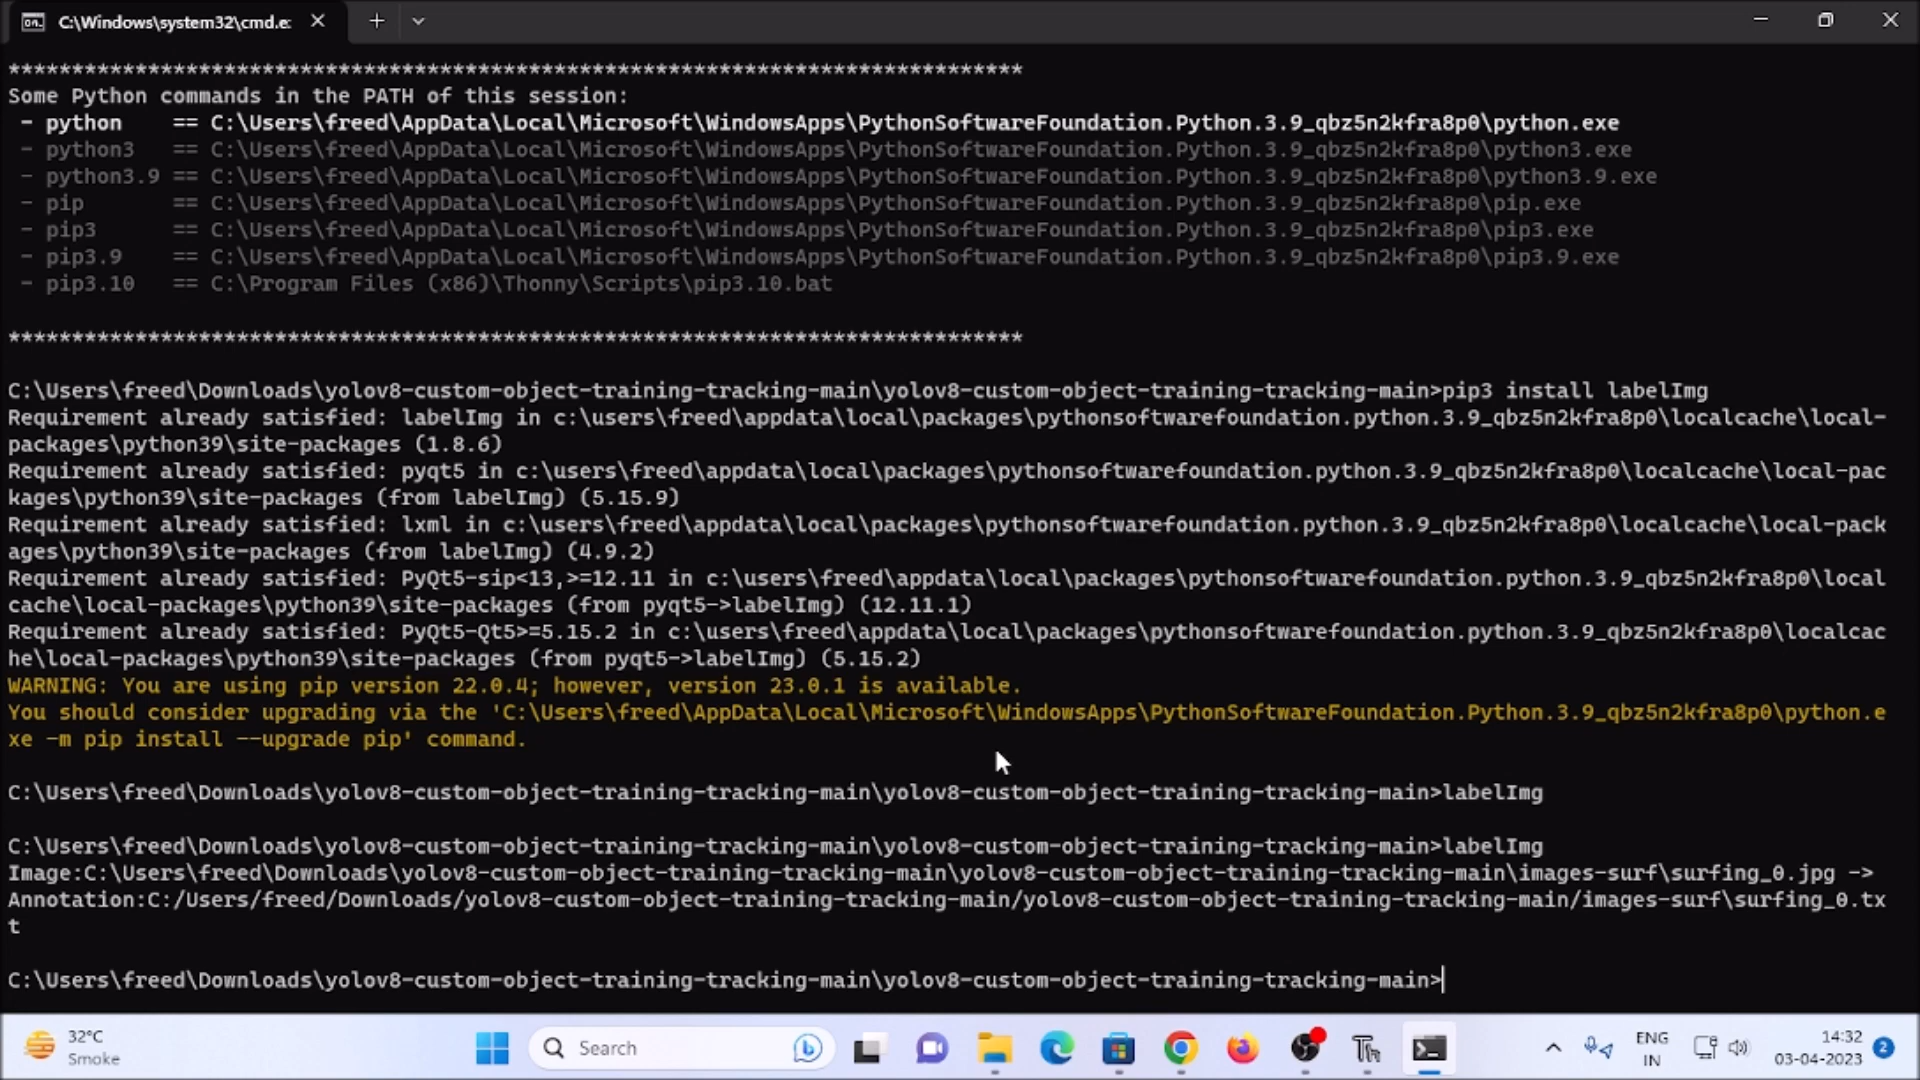 C:\Windows\system32\cmd.e:
********************************************************************************
Some Python commands in the PATH of this session:
- python    == C:\Users\freed\AppData\Local\Microsoft\WindowsApps\PythonSoftwareFoundation.Python.3.9_qbz5n2kfra8p0\python.exe
- python3   == C:\Users\freed\AppData\Local\Microsoft\WindowsApps\PythonSoftwareFoundation.Python.3.9_qbz5n2kfra8p0\python3.exe
- python3.9 == C:\Users\freed\AppData\Local\Microsoft\WindowsApps\PythonSoftwareFoundation.Python.3.9_qbz5n2kfra8p0\python3.9.exe
- pip       == C:\Users\freed\AppData\Local\Microsoft\WindowsApps\PythonSoftwareFoundation.Python.3.9_qbz5n2kfra8p0\pip.exe
- pip3      == C:\Users\freed\AppData\Local\Microsoft\WindowsApps\PythonSoftwareFoundation.Python.3.9_qbz5n2kfra8p0\pip3.exe
- pip3.9    == C:\Users\freed\AppData\Local\Microsoft\WindowsApps\PythonSoftwareFoundation.Python.3.9_qbz5n2kfra8p0\pip3.9.exe
- pip3.10   == C:\Program Files (x86)\Thonny\Scripts\pip3.10.bat
********************************************************************************
C:\Users\freed\Downloads\yolov8-custom-object-training-tracking-main\yolov8-custom-object-training-tracking-main>pip3 install labelImg
Requirement already satisfied: labelImg in c:\users\freed\appdata\local\packages\pythonsoftwarefoundation.python.3.9_qbz5n2kfra8p0\localcache\local-
packages\python39\site-packages (1.8.6)
Requirement already satisfied: pyqt5 in c:\users\freed\appdata\local\packages\pythonsoftwarefoundation.python.3.9_qbz5n2kfra8p0\localcache\local-pac
kages\python39\site-packages (from labelImg) (5.15.9)
Requirement already satisfied: lxml in c:\users\freed\appdata\local\packages\pythonsoftwarefoundation.python.3.9_qbz5n2kfra8p0\localcache\local-pack
ages\python39\site-packages (from labelImg) (4.9.2)
Requirement already satisfied: PyQt5-sip<13,>=12.11 in c:\users\freed\appdata\local\packages\pythonsoftwarefoundation.python.3.9_qbz5n2kfra8p0\local
cache\local-packages\python39\site-packages (from pyqt5->labelImg) (12.11.1)
Requirement already satisfied: PyQt5-Qt5>=5.15.2 in c:\users\freed\appdata\local\packages\pythonsoftwarefoundation.python.3.9_qbz5n2kfra8p0\localcac
he\local-packages\python39\site-packages (from pyqt5->labelImg) (5.15.2)
WARNING: You are using pip version 22.0.4; however, version 23.0.1 is available.
You should consider upgrading via the 'C:\Users\freed\AppData\Local\Microsoft\WindowsApps\PythonSoftwareFoundation.Python.3.9_qbz5n2kfra8p0\python.e
xe -m pip install --upgrade pip' command.
C:\Users\freed\Downloads\yolov8-custom-object-training-tracking-main\yolov8-custom-object-training-tracking-main>labelImg
C:\Users\freed\Downloads\yolov8-custom-object-training-tracking-main\yolov8-custom-object-training-tracking-main>labelImg
Image:C:\Users\freed\Downloads\yolov8-custom-object-training-tracking-main\yolov8-custom-object-training-tracking-main\images-surf\surfing_0.jpg ->
Annotation:C:/Users/freed/Downloads/yolov8-custom-object-training-tracking-main/yolov8-custom-object-training-tracking-main/images-surf\surfing_0.tx
t
C:\Users\freed\Downloads\yolov8-custom-object-training-tracking-main\yolov8-custom-object-training-tracking-main>
32°C
Smoke
Search
ENG
IN
14:32
03-04-2023
2